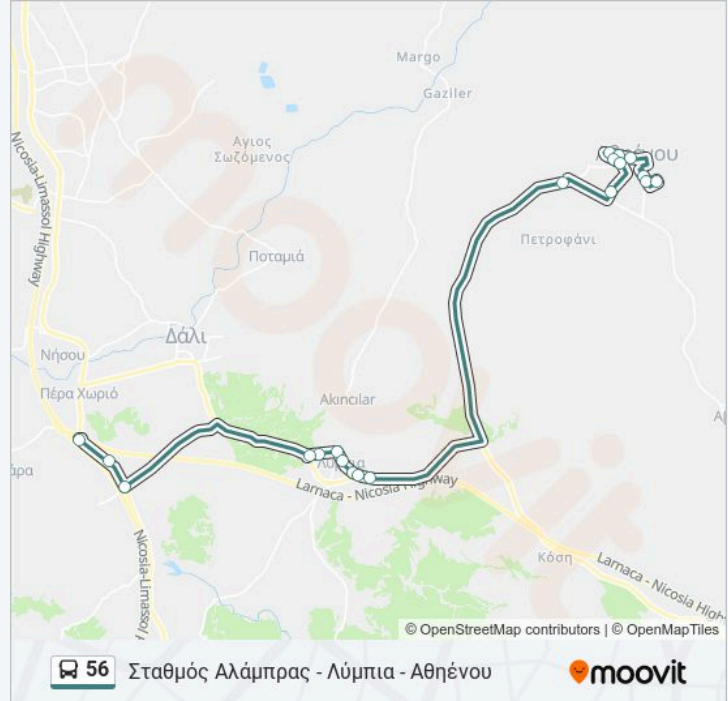 Margo
Gaziler
Αγιος
Σωζόμενος
Nicosia-Limassol Highway
Πετροφάνι
Ποταμιά
Δάλι
Νήσου
Πέρα Χωριό
Akıncılar
Larnaca - Nicosia Highway
Nicosia-Limassol H
Κόση
Larnaca - Nicosia High
moovit
© OpenStreetMap contributors | © OpenMapTiles
56 Σταθμός Αλάμπρας - Λύμπια - Αθηένου
moovit